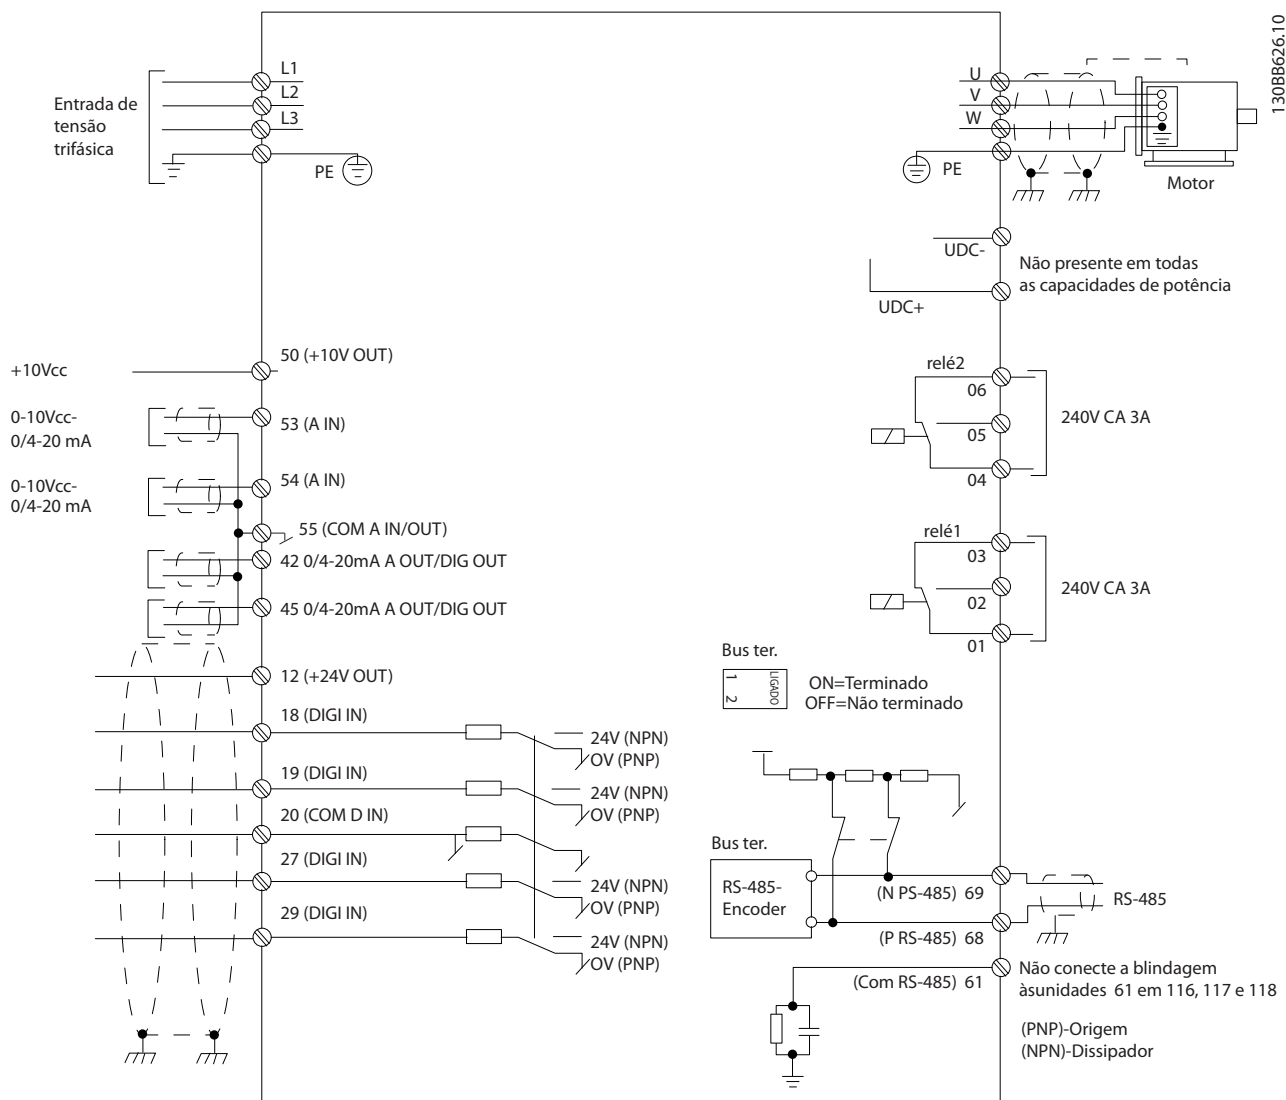 130BB626.10
L1
L2
L3
Entrada de
tensão
trifásica
PE
U
V
W
PE
Motor
UDC-
Não presente em todas
as capacidades de potência
UDC+
+10Vcc
50 (+10V OUT)
0-10Vcc-
0/4-20 mA
53 (A IN)
0-10Vcc-
0/4-20 mA
54 (A IN)
55 (COM A IN/OUT)
42 0/4-20mA A OUT/DIG OUT
45 0/4-20mA A OUT/DIG OUT
12 (+24V OUT)
18 (DIGI IN)
24V (NPN)
OV (PNP)
19 (DIGI IN)
24V (NPN)
OV (PNP)
20 (COM D IN)
27 (DIGI IN)
24V (NPN)
OV (PNP)
29 (DIGI IN)
24V (NPN)
OV (PNP)
relé2
06
05
04
240V CA 3A
relé1
03
02
01
240V CA 3A
Bus ter.
1
2
LIGADO
ON=Terminado
OFF=Não terminado
Bus ter.
RS-485-
Encoder
(N PS-485) 69
RS-485
(P RS-485) 68
(Com RS-485) 61
Não conecte a blindagem
àsunidades 61 em 116, 117 e 118
(PNP)-Origem
(NPN)-Dissipador